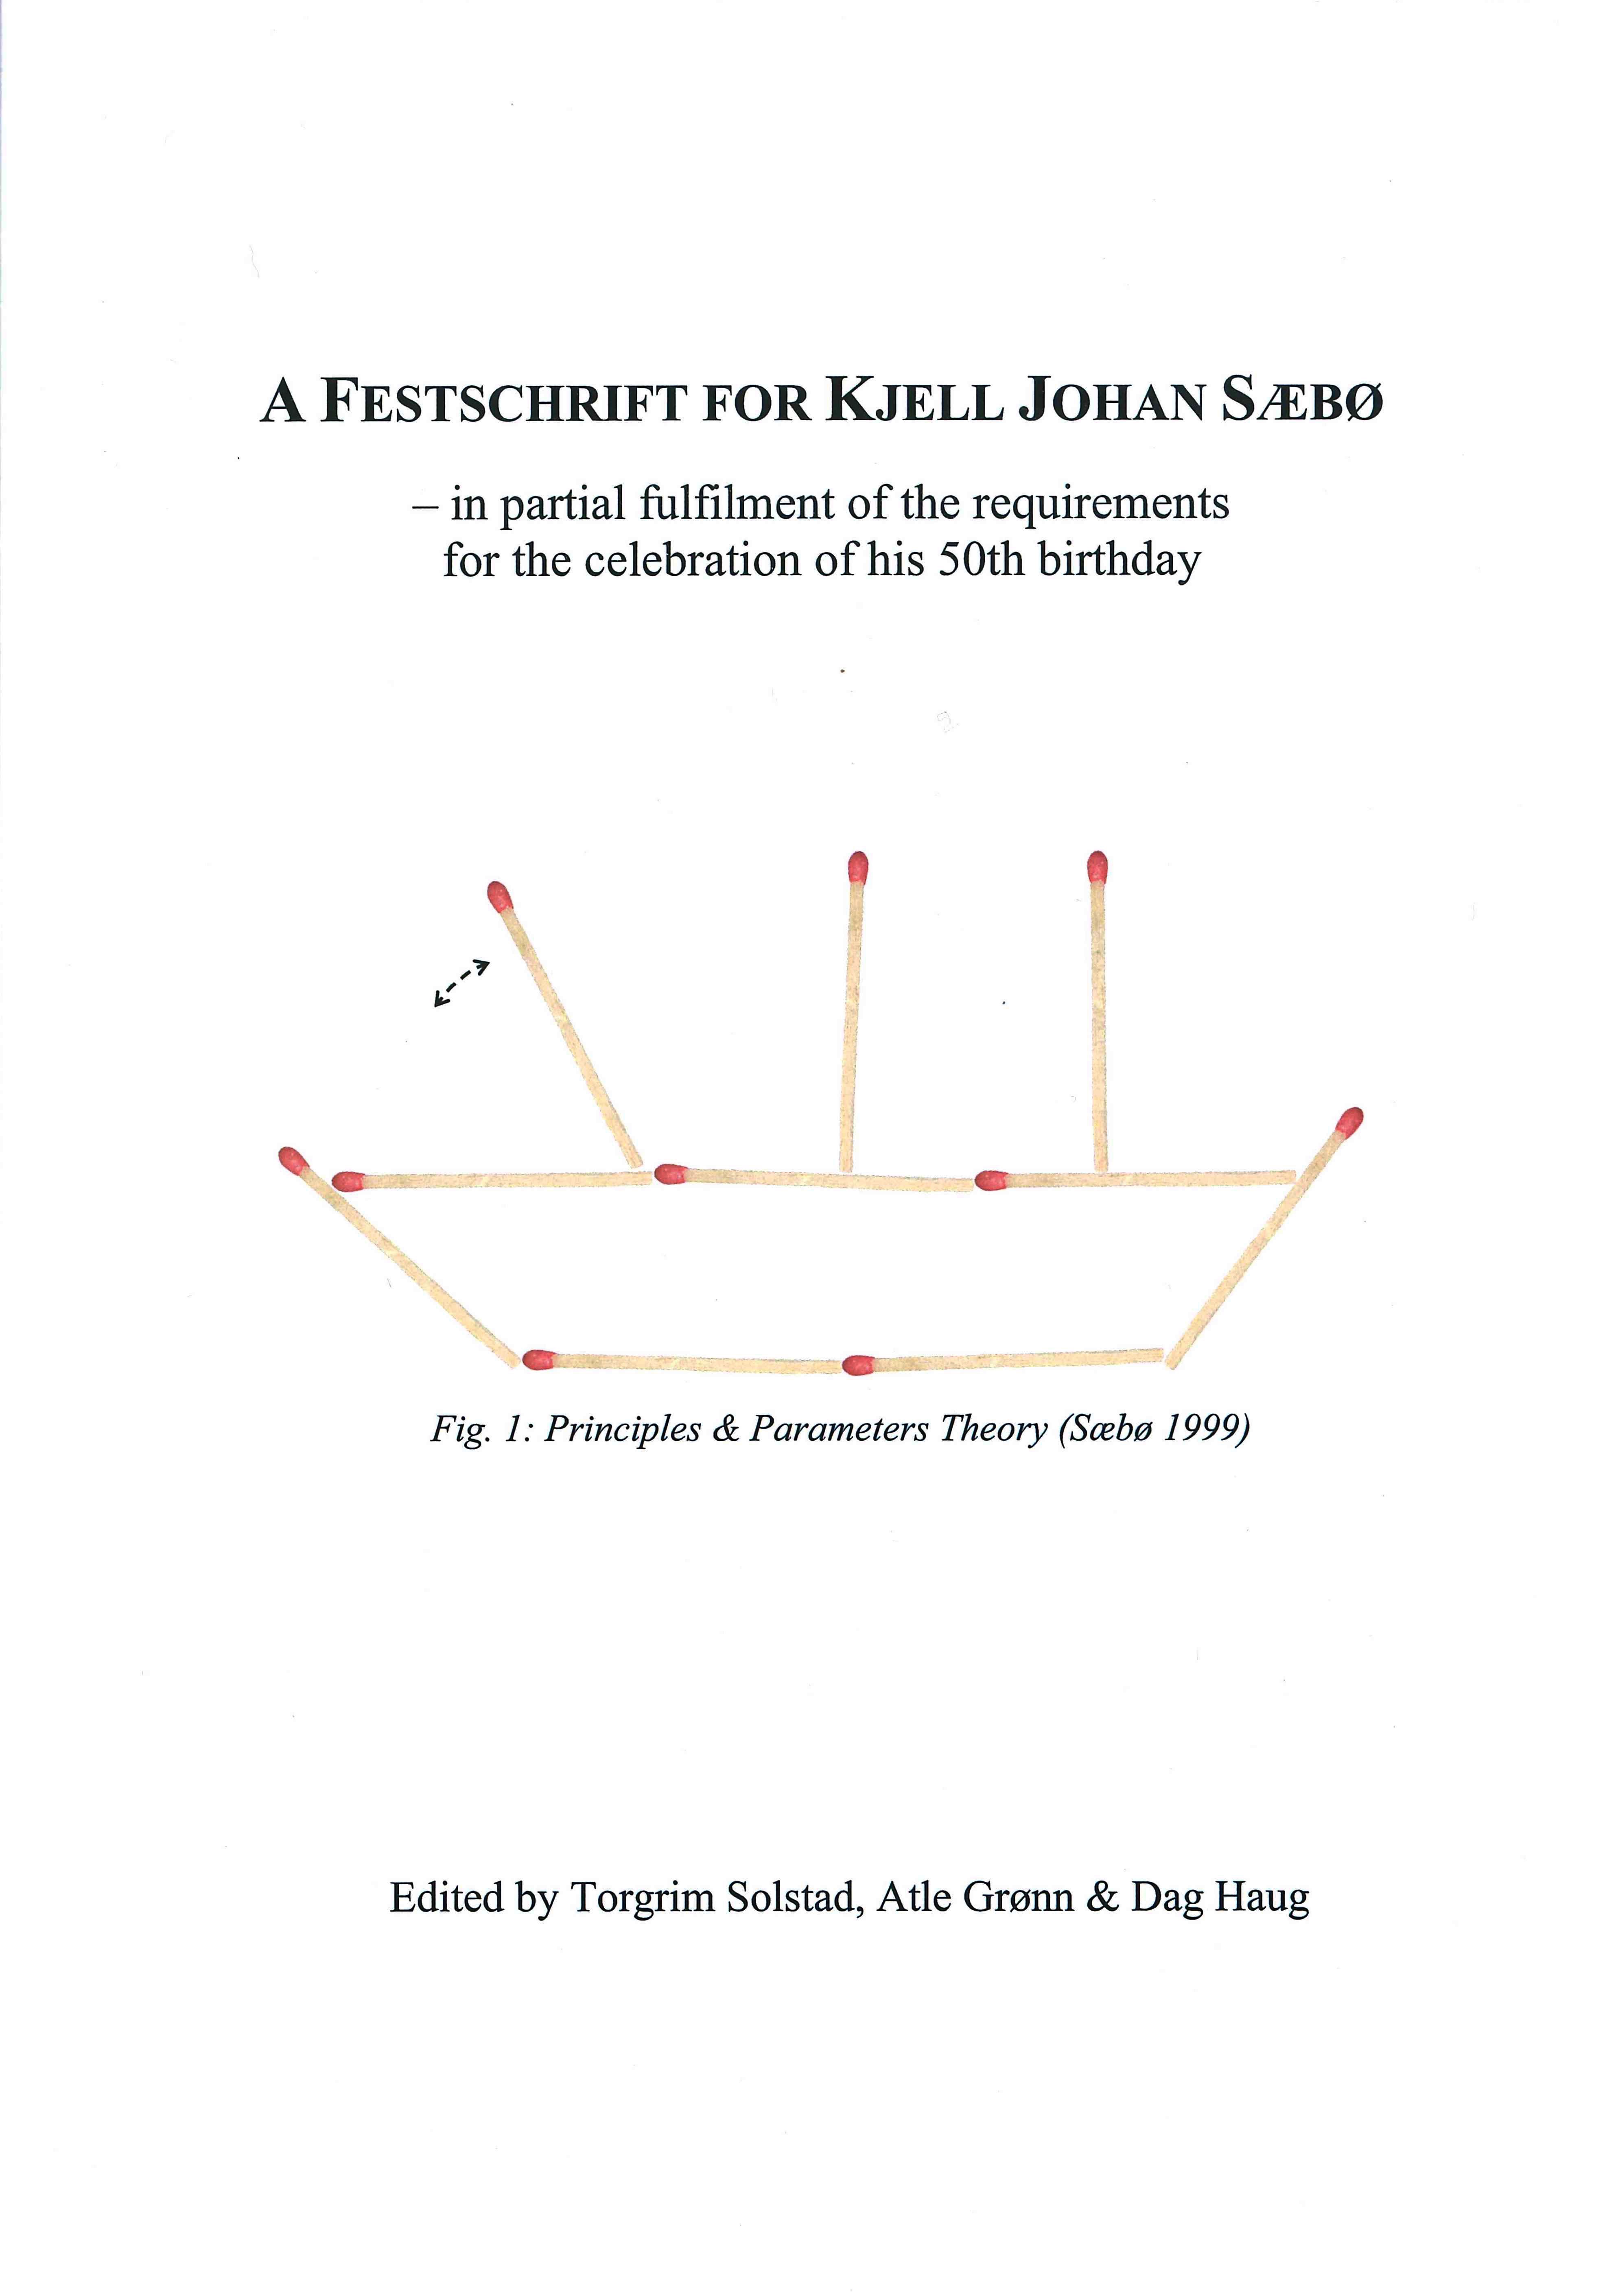 A FESTSCHRIFT FOR KJELL JOHAN SÆBØ
– in partial fulfilment of the requirements
for the celebration of his 50th birthday
Fig. 1: Principles & Parameters Theory (Sæbø 1999)
Edited by Torgrim Solstad, Atle Grønn & Dag Haug